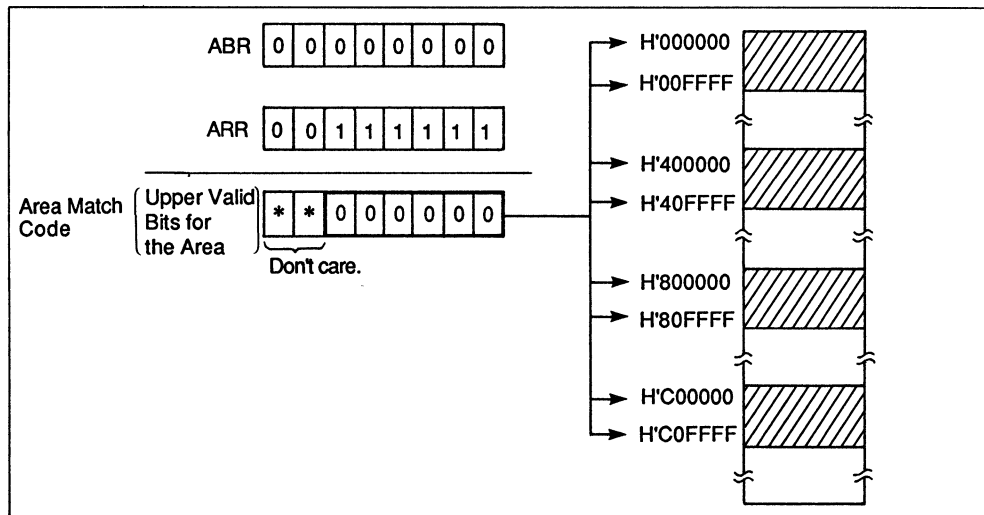 ABR 0 0 0 0 0 0 0 0
ARR 0 0 1 1 1 1 1 1
Area Match Code
Upper Valid Bits for the Area
* * 0 0 0 0 0 0
Don't care.
H'000000
H'00FFFF
H'400000
H'40FFFF
H'800000
H'80FFFF
H'C00000
H'C0FFFF